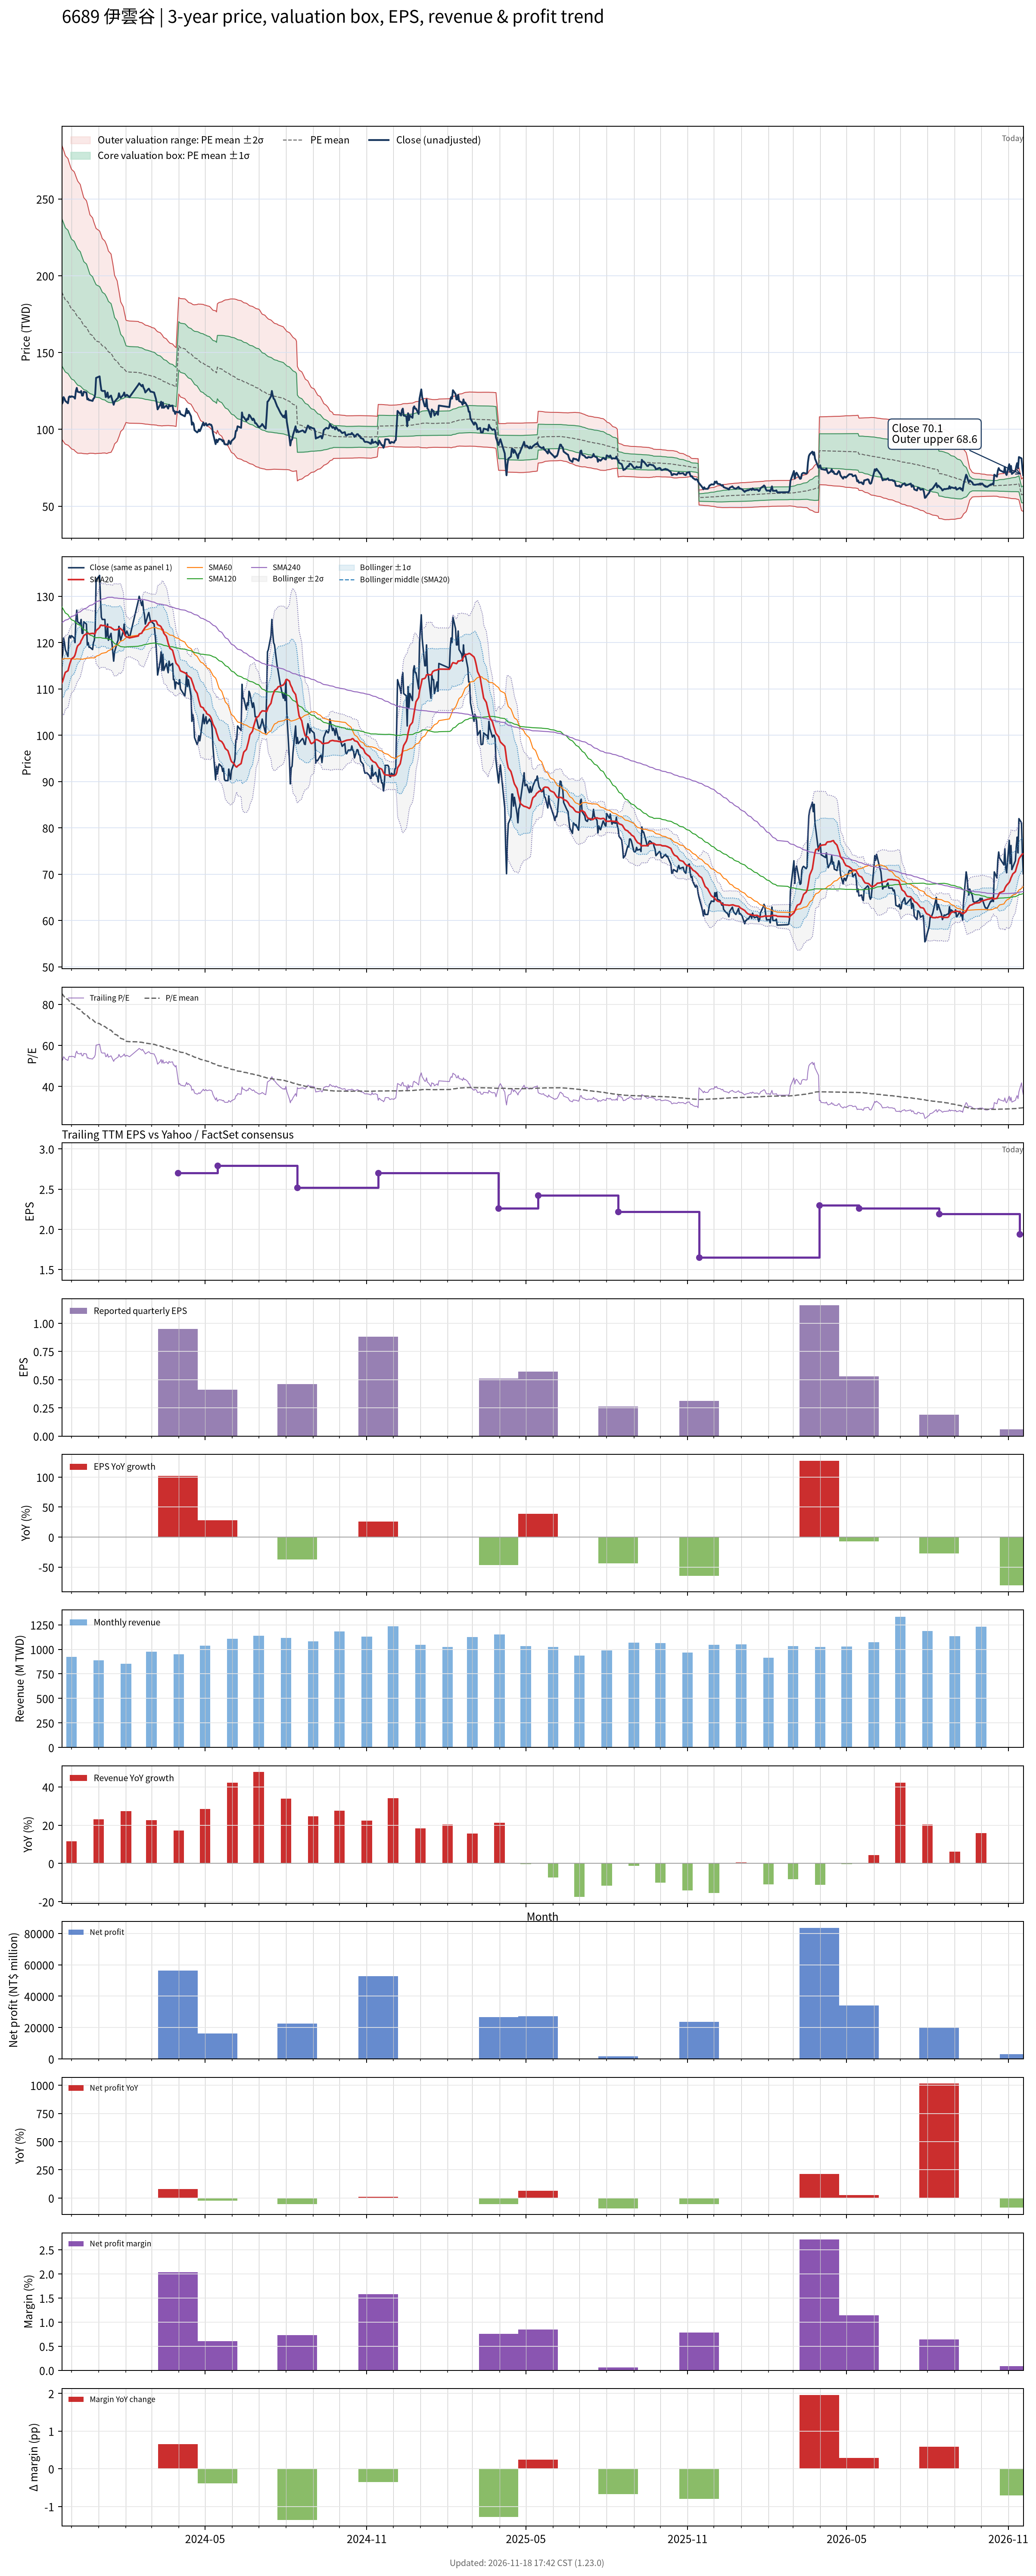 6689 伊雲谷 | 3-year price, valuation box, EPS, revenue & profit trend
Outer valuation range: PE mean ±2σ
Core valuation box: PE mean ±1σ
PE mean
Close (unadjusted)
Today
Price (TWD)
250
200
150
100
50
Close 70.1
Outer upper 68.6
Close (same as panel 1)
SMA20
SMA60
SMA120
SMA240
Bollinger ±2σ
Bollinger ±1σ
Bollinger middle (SMA20)
Price
130
120
110
100
90
80
70
60
50
Trailing P/E
P/E mean
P/E
80
60
40
Trailing TTM EPS vs Yahoo / FactSet consensus
Today
EPS
3.0
2.5
2.0
1.5
Reported quarterly EPS
EPS
1.00
0.75
0.50
0.25
0.00
EPS YoY growth
YoY (%)
100
50
0
-50
Monthly revenue
Revenue (M TWD)
1250
1000
750
500
250
0
Revenue YoY growth
YoY (%)
40
20
0
-20
Month
Net profit
Net profit (NT$ million)
80000
60000
40000
20000
0
Net profit YoY
YoY (%)
1000
750
500
250
0
Net profit margin
Margin (%)
2.5
2.0
1.5
1.0
0.5
0.0
Margin YoY change
Δ margin (pp)
2
1
0
-1
2024-05
2024-11
2025-05
2025-11
2026-05
2026-11
Updated: 2026-11-18 17:42 CST (1.23.0)